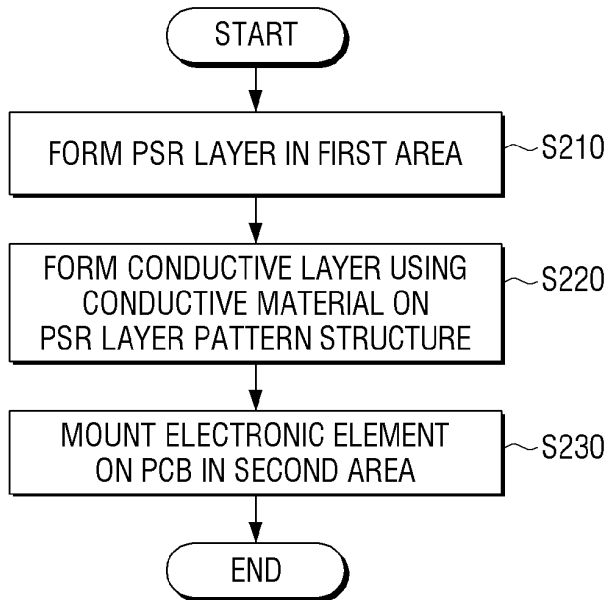 START
FORM PSR LAYER IN FIRST AREA
S210
FORM CONDUCTIVE LAYER USING
CONDUCTIVE MATERIAL ON
PSR LAYER PATTERN STRUCTURE
S220
MOUNT ELECTRONIC ELEMENT
ON PCB IN SECOND AREA
S230
END